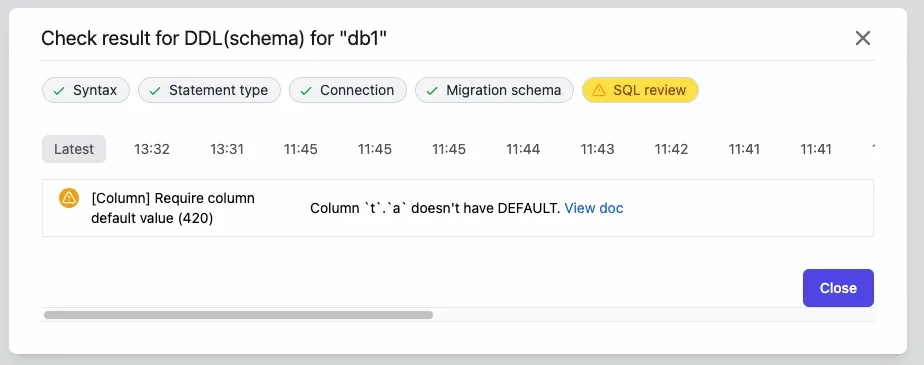 Check result for DDL(schema) for "db1"
Syntax Statement type Connection Migration schema SQL review
Latest 13:32 13:31 11:45 11:45 11:45 11:44 11:43 11:42 11:41 11:41
[Column] Require column
default value (420)
Column `t`.`a` doesn't have DEFAULT. View doc
Close